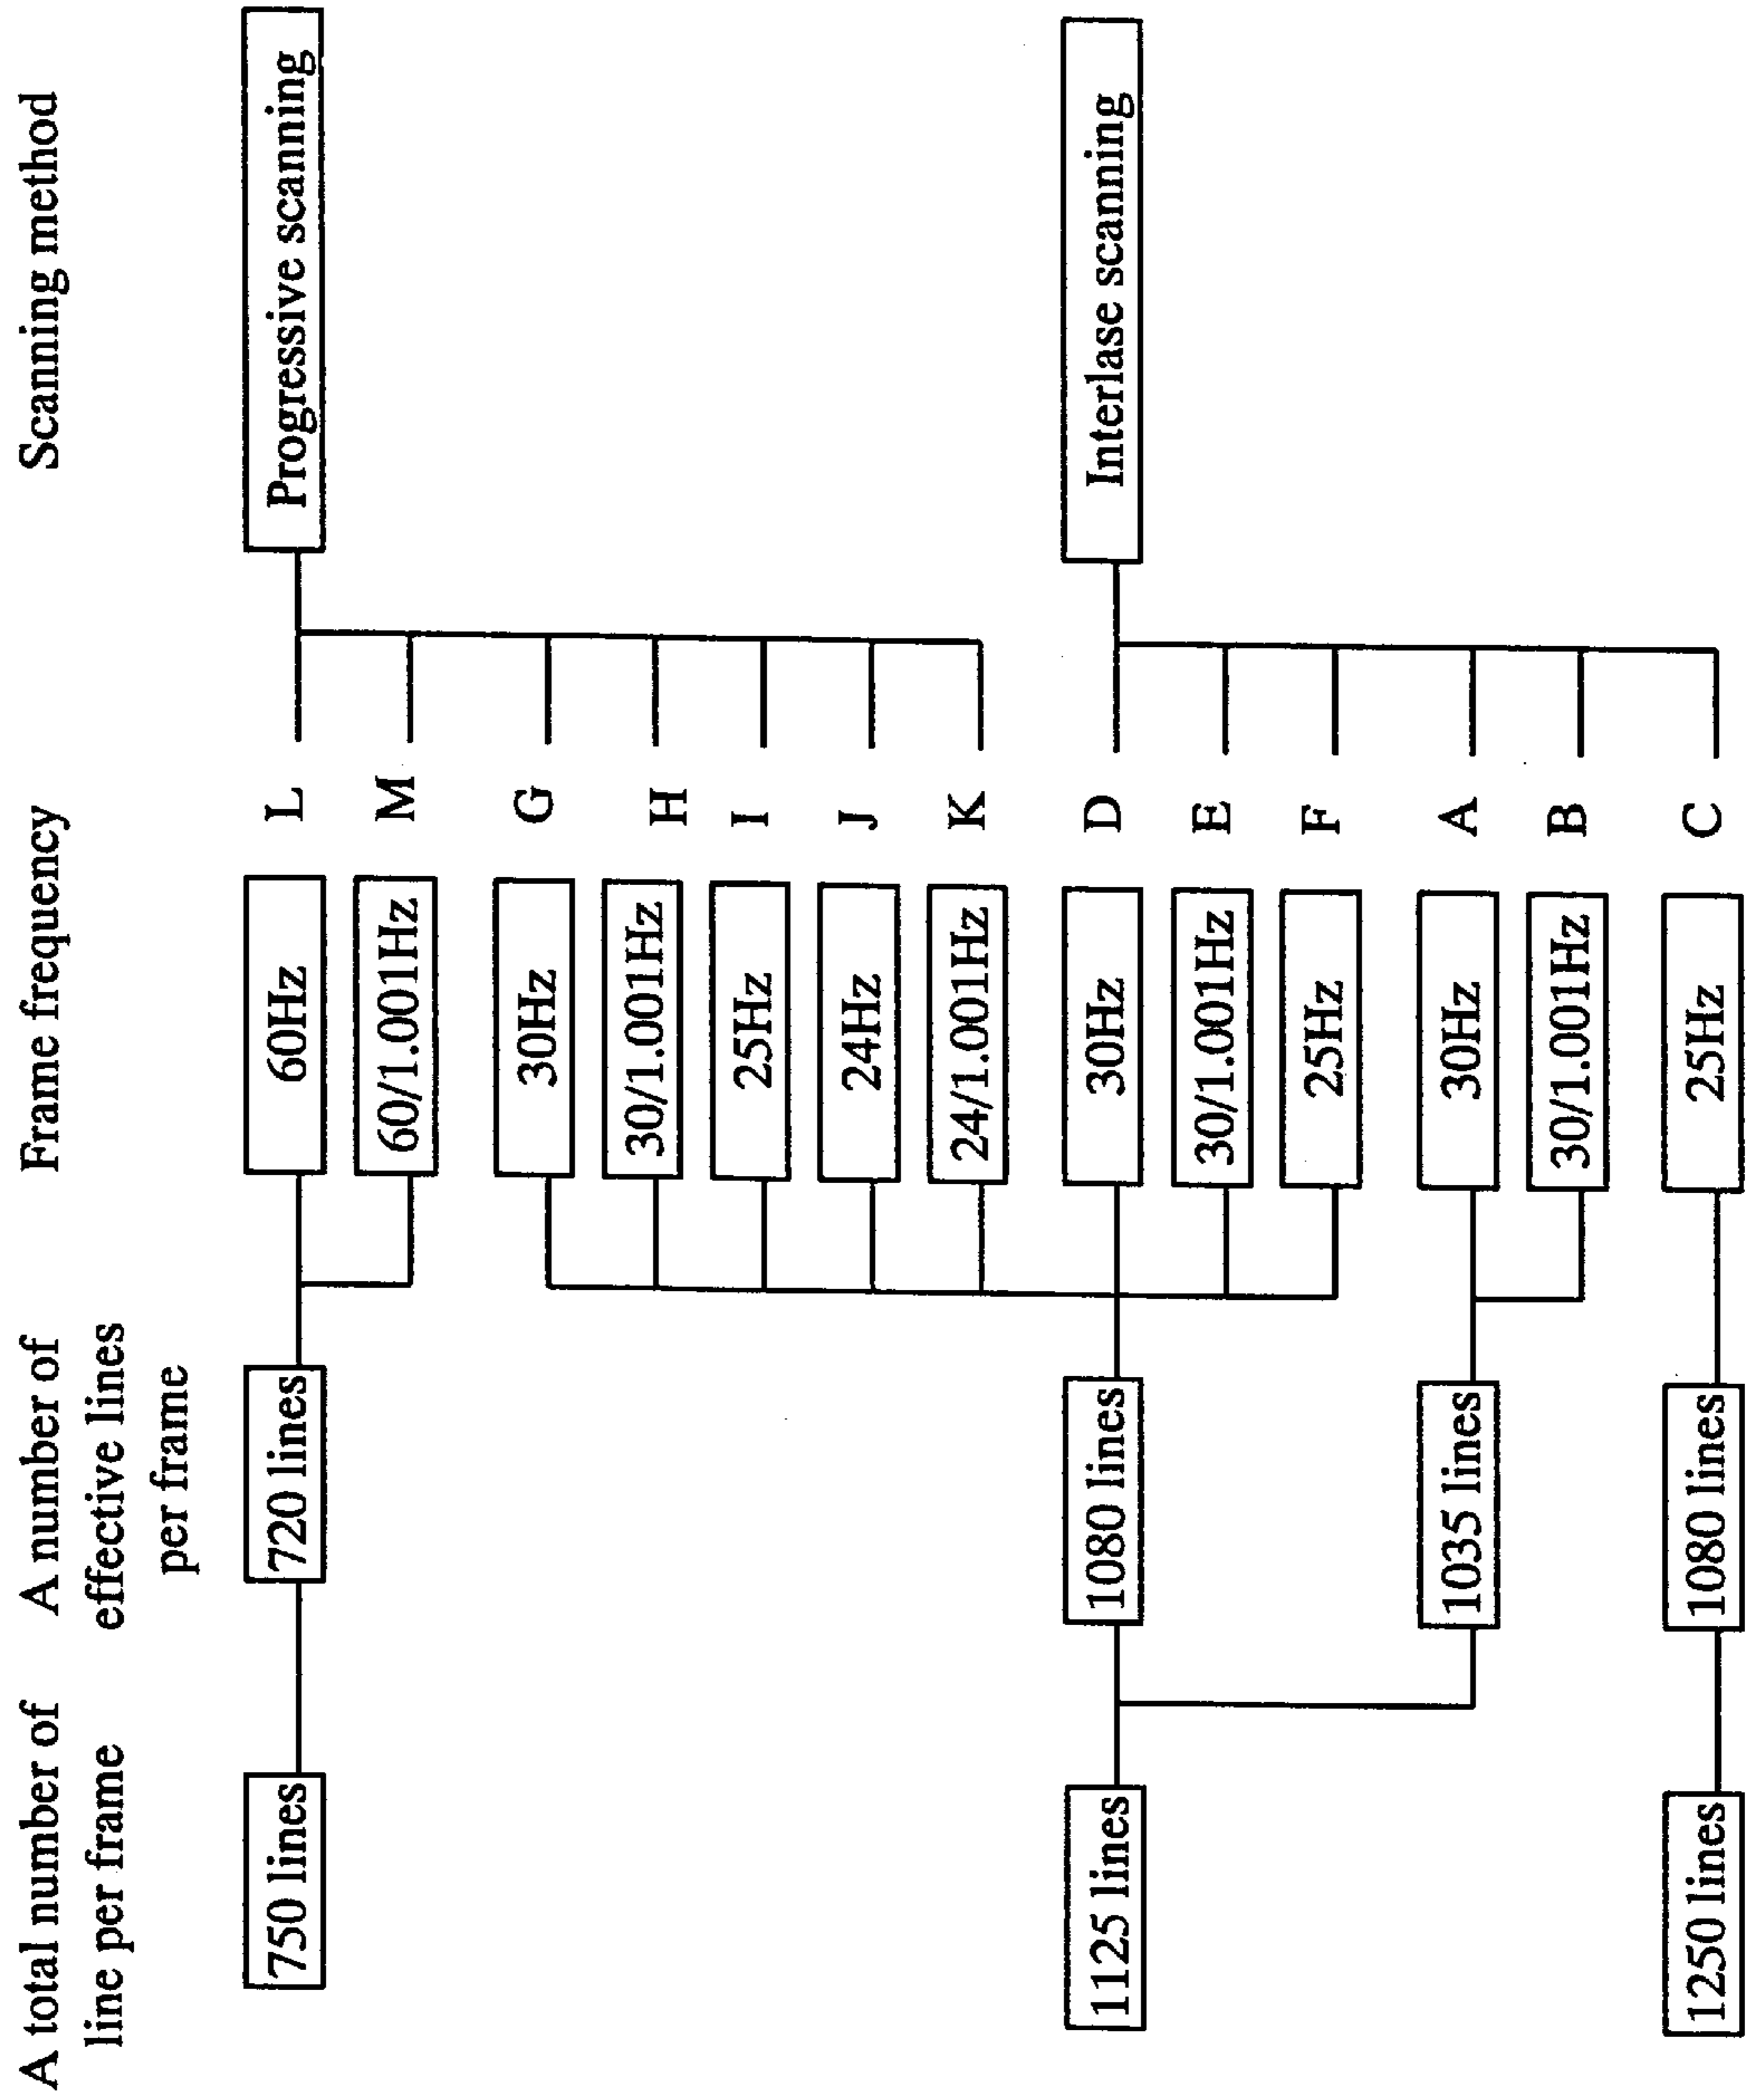 A total number of
line per frame
A number of
effective lines
per frame
Frame frequency
Scanning method
750 lines
720 lines
60Hz
L
Progressive scanning
60/1.001Hz
M
30Hz
G
30/1.001Hz
H
25Hz
I
24Hz
J
24/1.001Hz
K
1125 lines
1080 lines
30Hz
D
Interlase scanning
30/1.001Hz
E
25Hz
F
1035 lines
30Hz
A
30/1.001Hz
B
1250 lines
1080 lines
25Hz
C